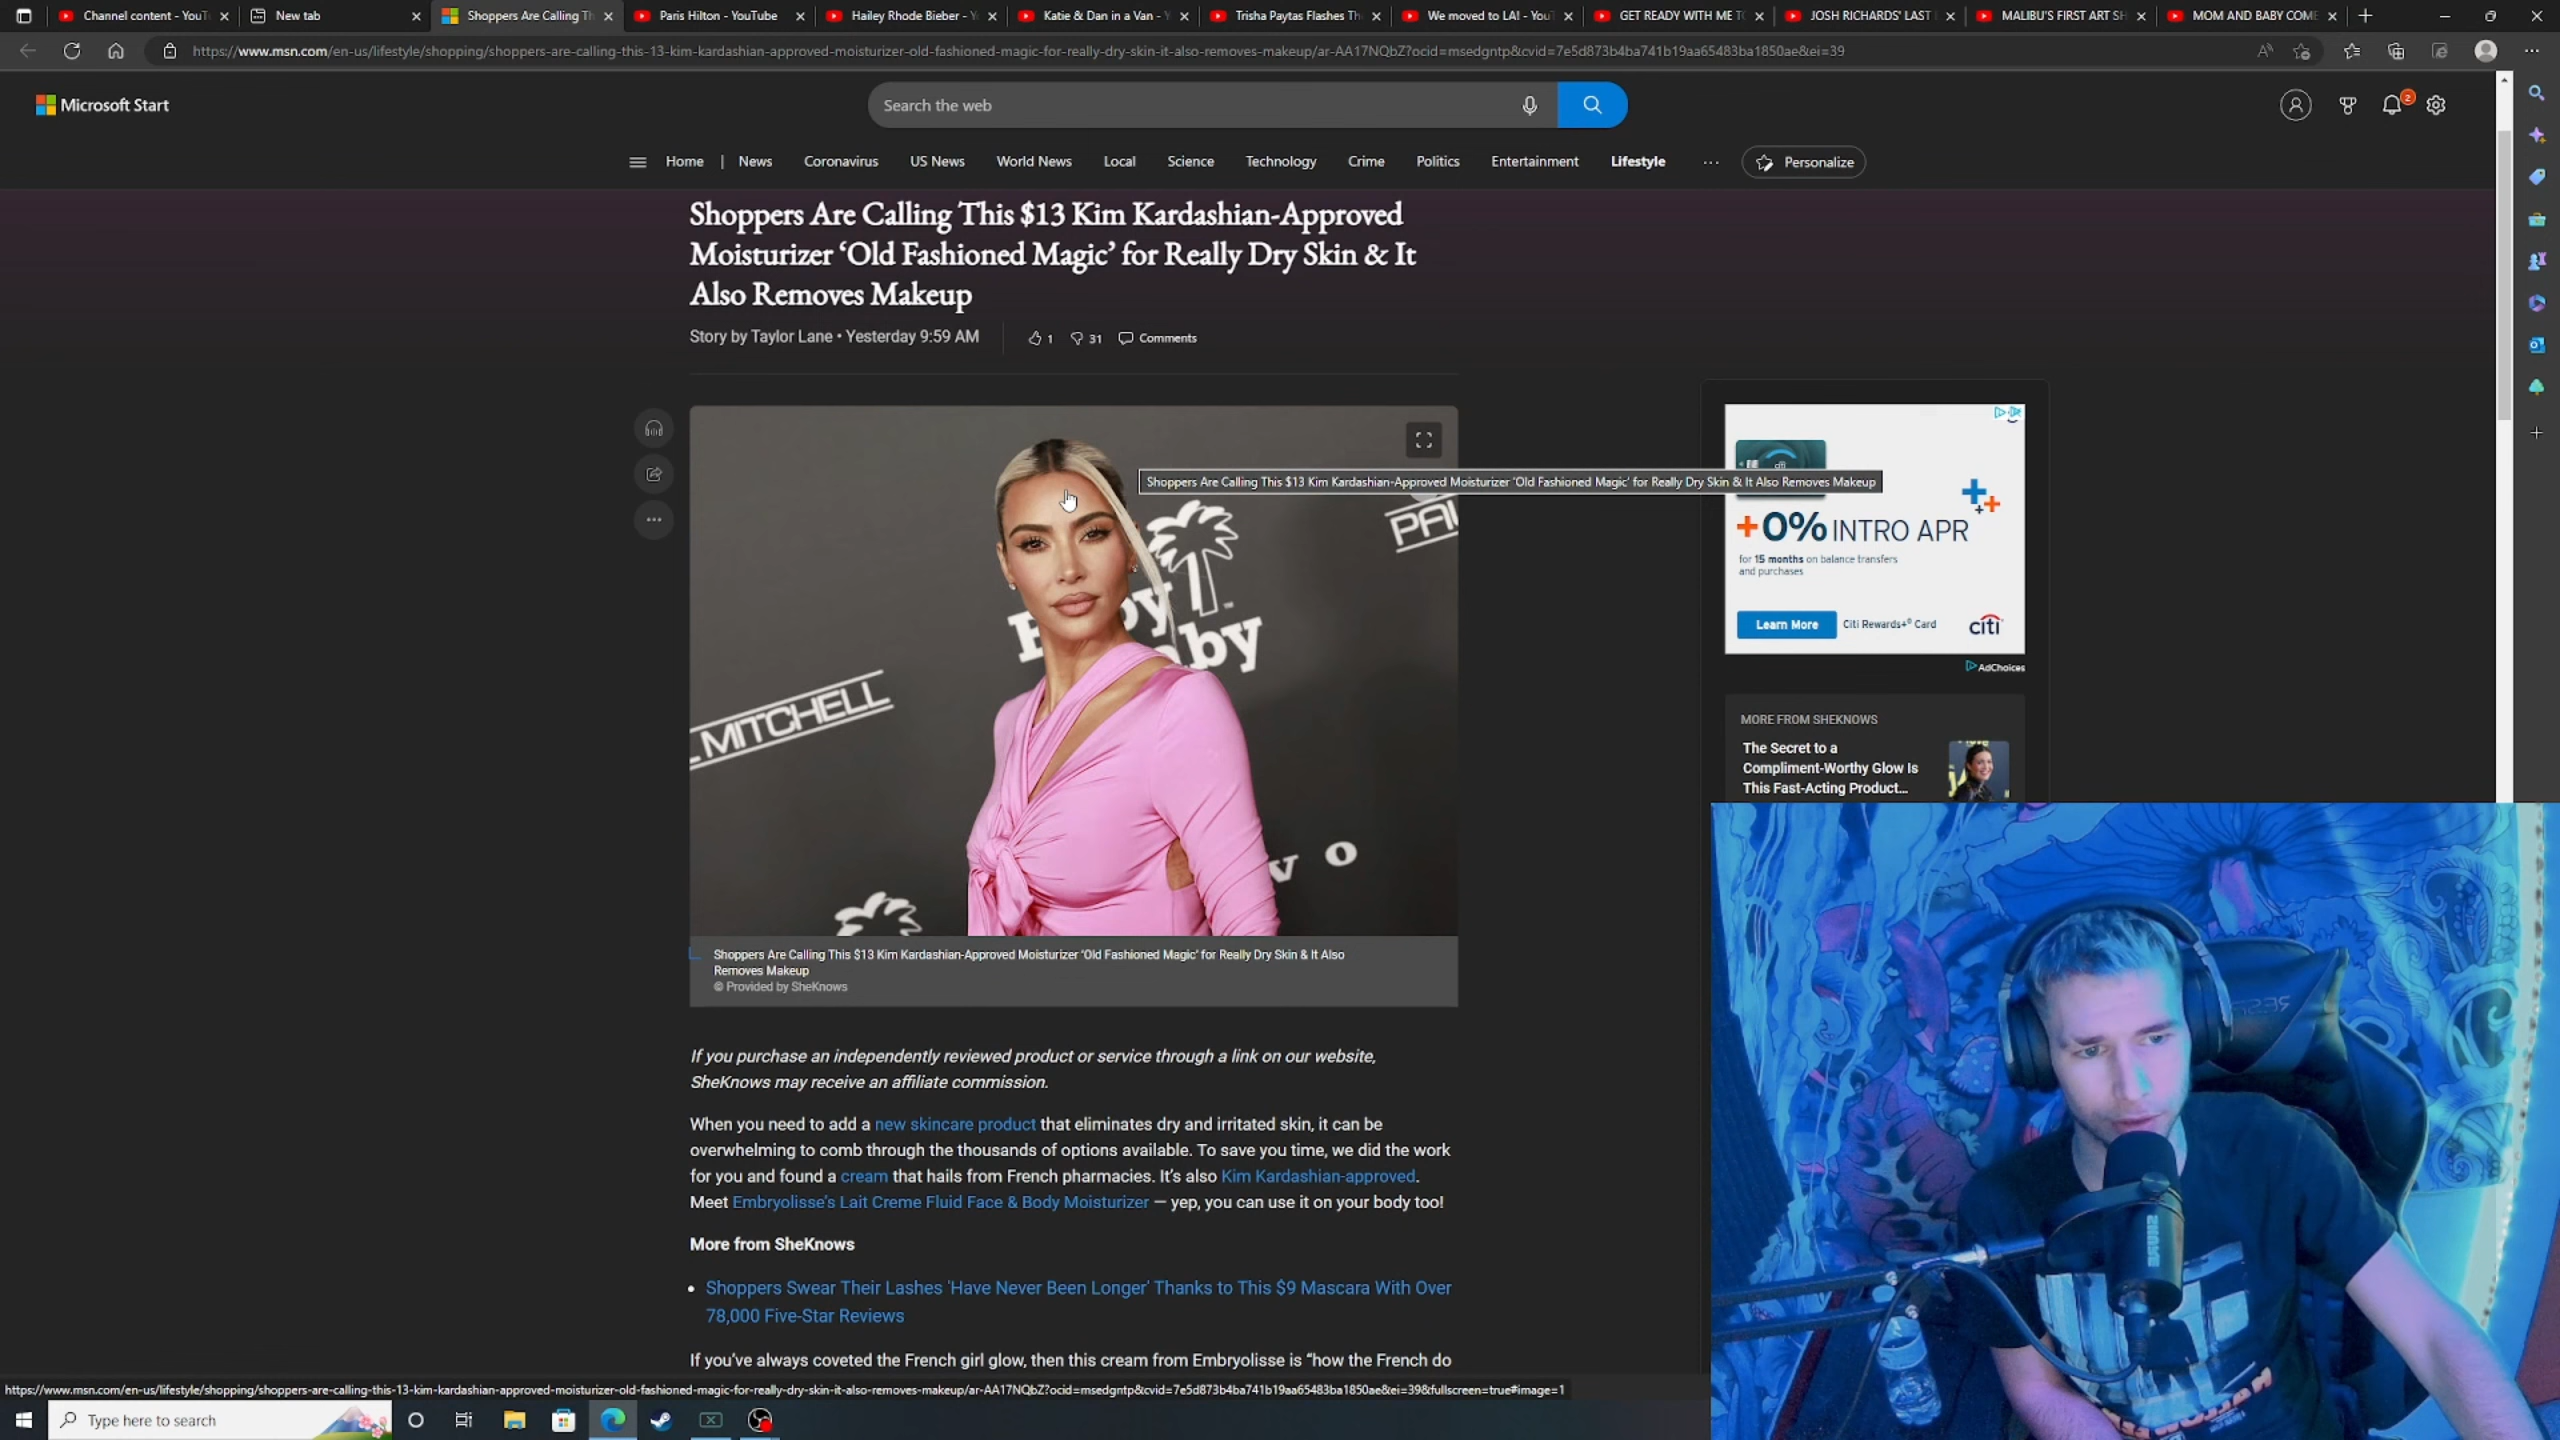 Channel content - YouT
New tab
Shoppers Are Calling Th
Paris Hilton - YouTube
Hailey Rhode Bieber - Y
Katie & Dan in a Van - Y
Trisha Paytas Flashes Th
We moved to LA! - YouT
GET READY WITH ME T
JOSH RICHARDS' LAST
MALIBU'S FIRST ART SH
MOM AND BABY COME
https://www.msn.com/en-us/lifestyle/shopping/shoppers-are-calling-this-13-kim-kardashian-approved-moisturizer-old-fashioned-magic-for-really-dry-skin-it-also-removes-makeup/ar-AA17NQbZ?ocid=msedgntp&cvid=7e5d873b4ba741b19aa65483ba1850ae&ei=39
Microsoft Start
Search the web
2
Home | News Coronavirus US News World News Local Science Technology Crime Politics Entertainment Lifestyle ... Personalize
Shoppers Are Calling This $13 Kim Kardashian-Approved
Moisturizer ‘Old Fashioned Magic’ for Really Dry Skin & It
Also Removes Makeup
Story by Taylor Lane • Yesterday 9:59 AM
1 31 Comments
Shoppers Are Calling This $13 Kim Kardashian-Approved Moisturizer ‘Old Fashioned Magic’ for Really Dry Skin & It Also Removes Makeup
PAU
by
aby
MITCHELL
v o
citi
+0% INTRO APR
for 15 months on balance transfers
and purchases
Learn More
Citi Rewards+® Card
citi
AdChoices
MORE FROM SHEKNOWS
The Secret to a
Compliment-Worthy Glow Is
This Fast-Acting Product...
Shoppers Are Calling This $13 Kim Kardashian-Approved Moisturizer ‘Old Fashioned Magic’ for Really Dry Skin & It Also
Removes Makeup
© Provided by SheKnows
If you purchase an independently reviewed product or service through a link on our website,
SheKnows may receive an affiliate commission.
When you need to add a new skincare product that eliminates dry and irritated skin, it can be
overwhelming to comb through the thousands of options available. To save you time, we did the work
for you and found a cream that hails from French pharmacies. It’s also Kim Kardashian-approved.
Meet Embryolisse’s Lait Creme Fluid Face & Body Moisturizer — yep, you can use it on your body too!
More from SheKnows
• Shoppers Swear Their Lashes 'Have Never Been Longer' Thanks to This $9 Mascara With Over
78,000 Five-Star Reviews
If you’ve always coveted the French girl glow, then this cream from Embryolisse is “how the French do
https://www.msn.com/en-us/lifestyle/shopping/shoppers-are-calling-this-13-kim-kardashian-approved-moisturizer-old-fashioned-magic-for-really-dry-skin-it-also-removes-makeup/ar-AA17NQbZ?ocid=msedgntp&cvid=7e5d873b4ba741b19aa65483ba1850ae&ei=39&fullscreen=true#image=1
Type here to search